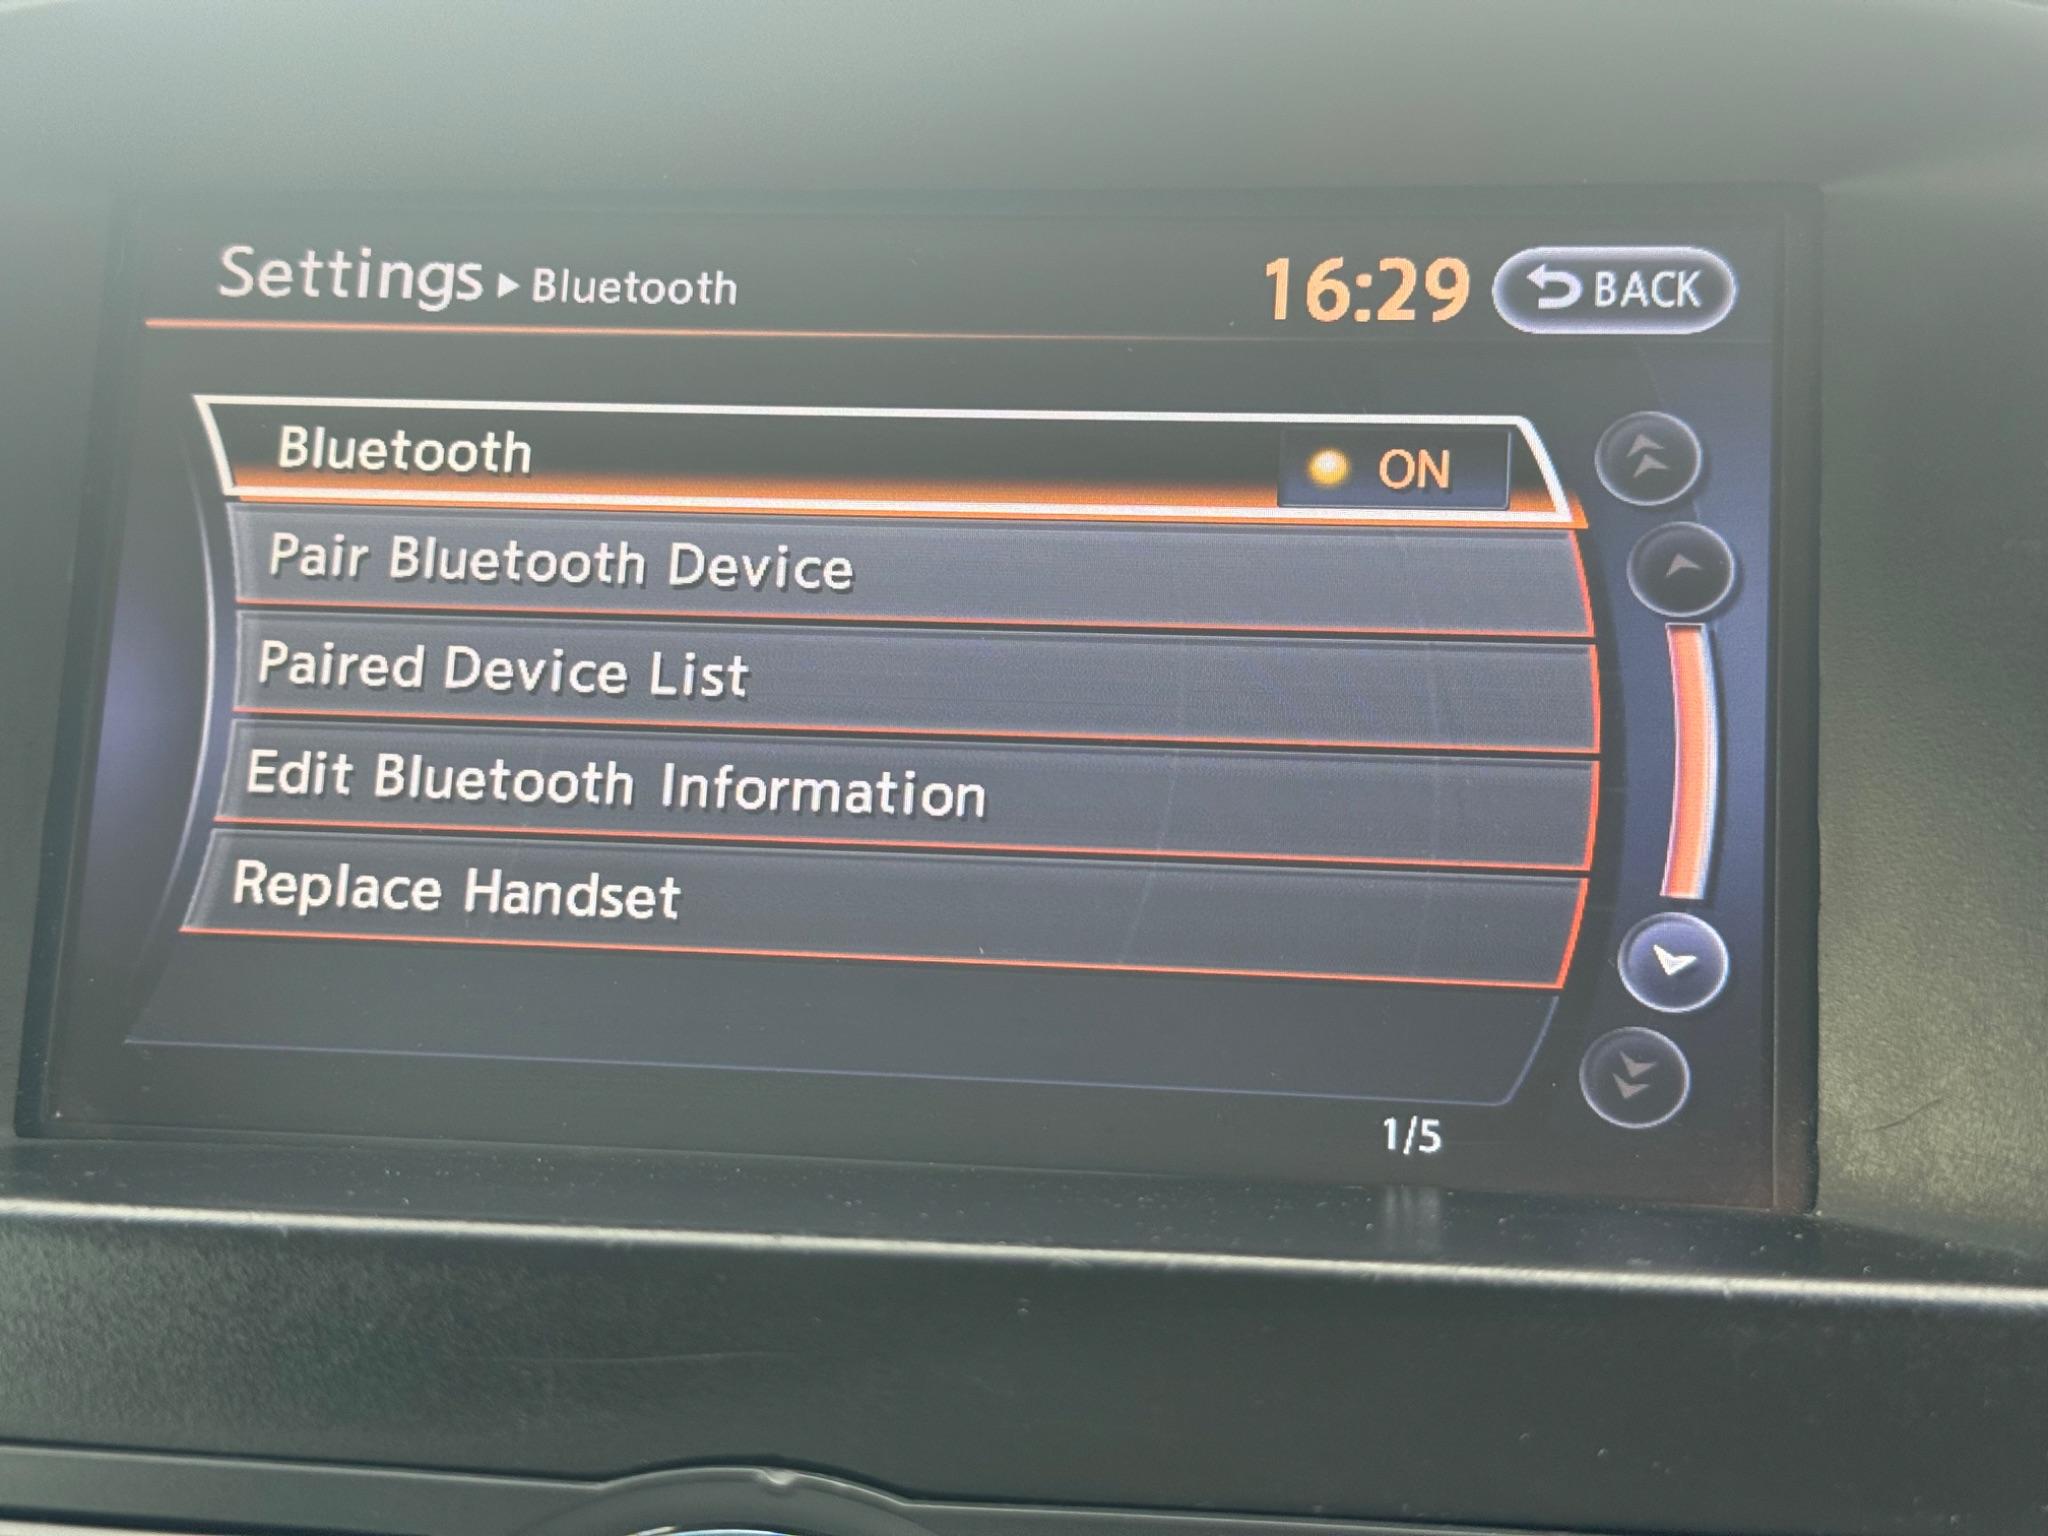 Settings ▸ Bluetooth 16:29 BACK
Bluetooth ON
Pair Bluetooth Device
Paired Device List
Edit Bluetooth Information
Replace Handset
1/5